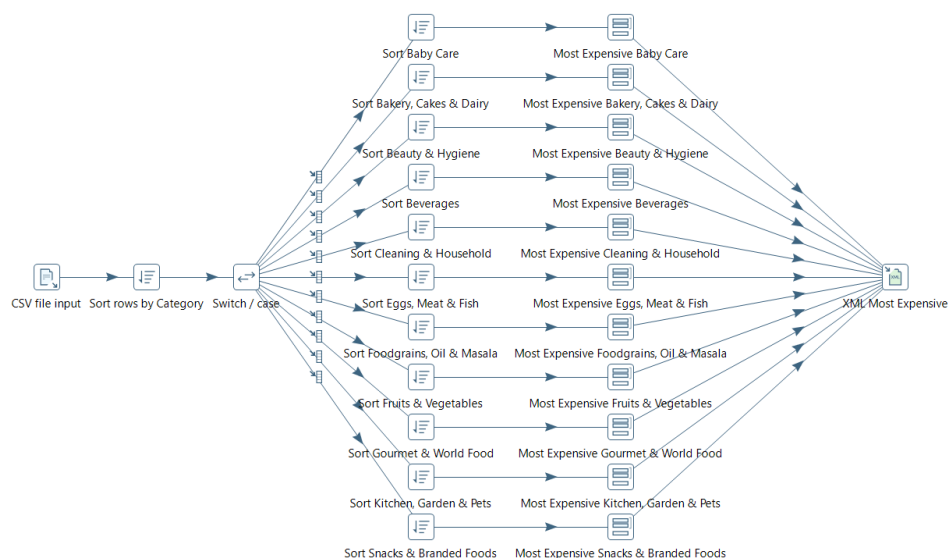 Sort Baby Care
Most Expensive Baby Care
Sort Bakery, Cakes & Dairy
Most Expensive Bakery, Cakes & Dairy
Sort Beauty & Hygiene
Most Expensive Beauty & Hygiene
Sort Beverages
Most Expensive Beverages
Sort Cleaning & Household
Most Expensive Cleaning & Household
CSV file input
Sort rows by Category
Switch / case
Sort Eggs, Meat & Fish
Most Expensive Eggs, Meat & Fish
XML
XML Most Expensive
Sort Foodgrains, Oil & Masala
Most Expensive Foodgrains, Oil & Masala
Sort Fruits & Vegetables
Most Expensive Fruits & Vegetables
Sort Gourmet & World Food
Most Expensive Gourmet & World Food
Sort Kitchen, Garden & Pets
Most Expensive Kitchen, Garden & Pets
Sort Snacks & Branded Foods
Most Expensive Snacks & Branded Foods